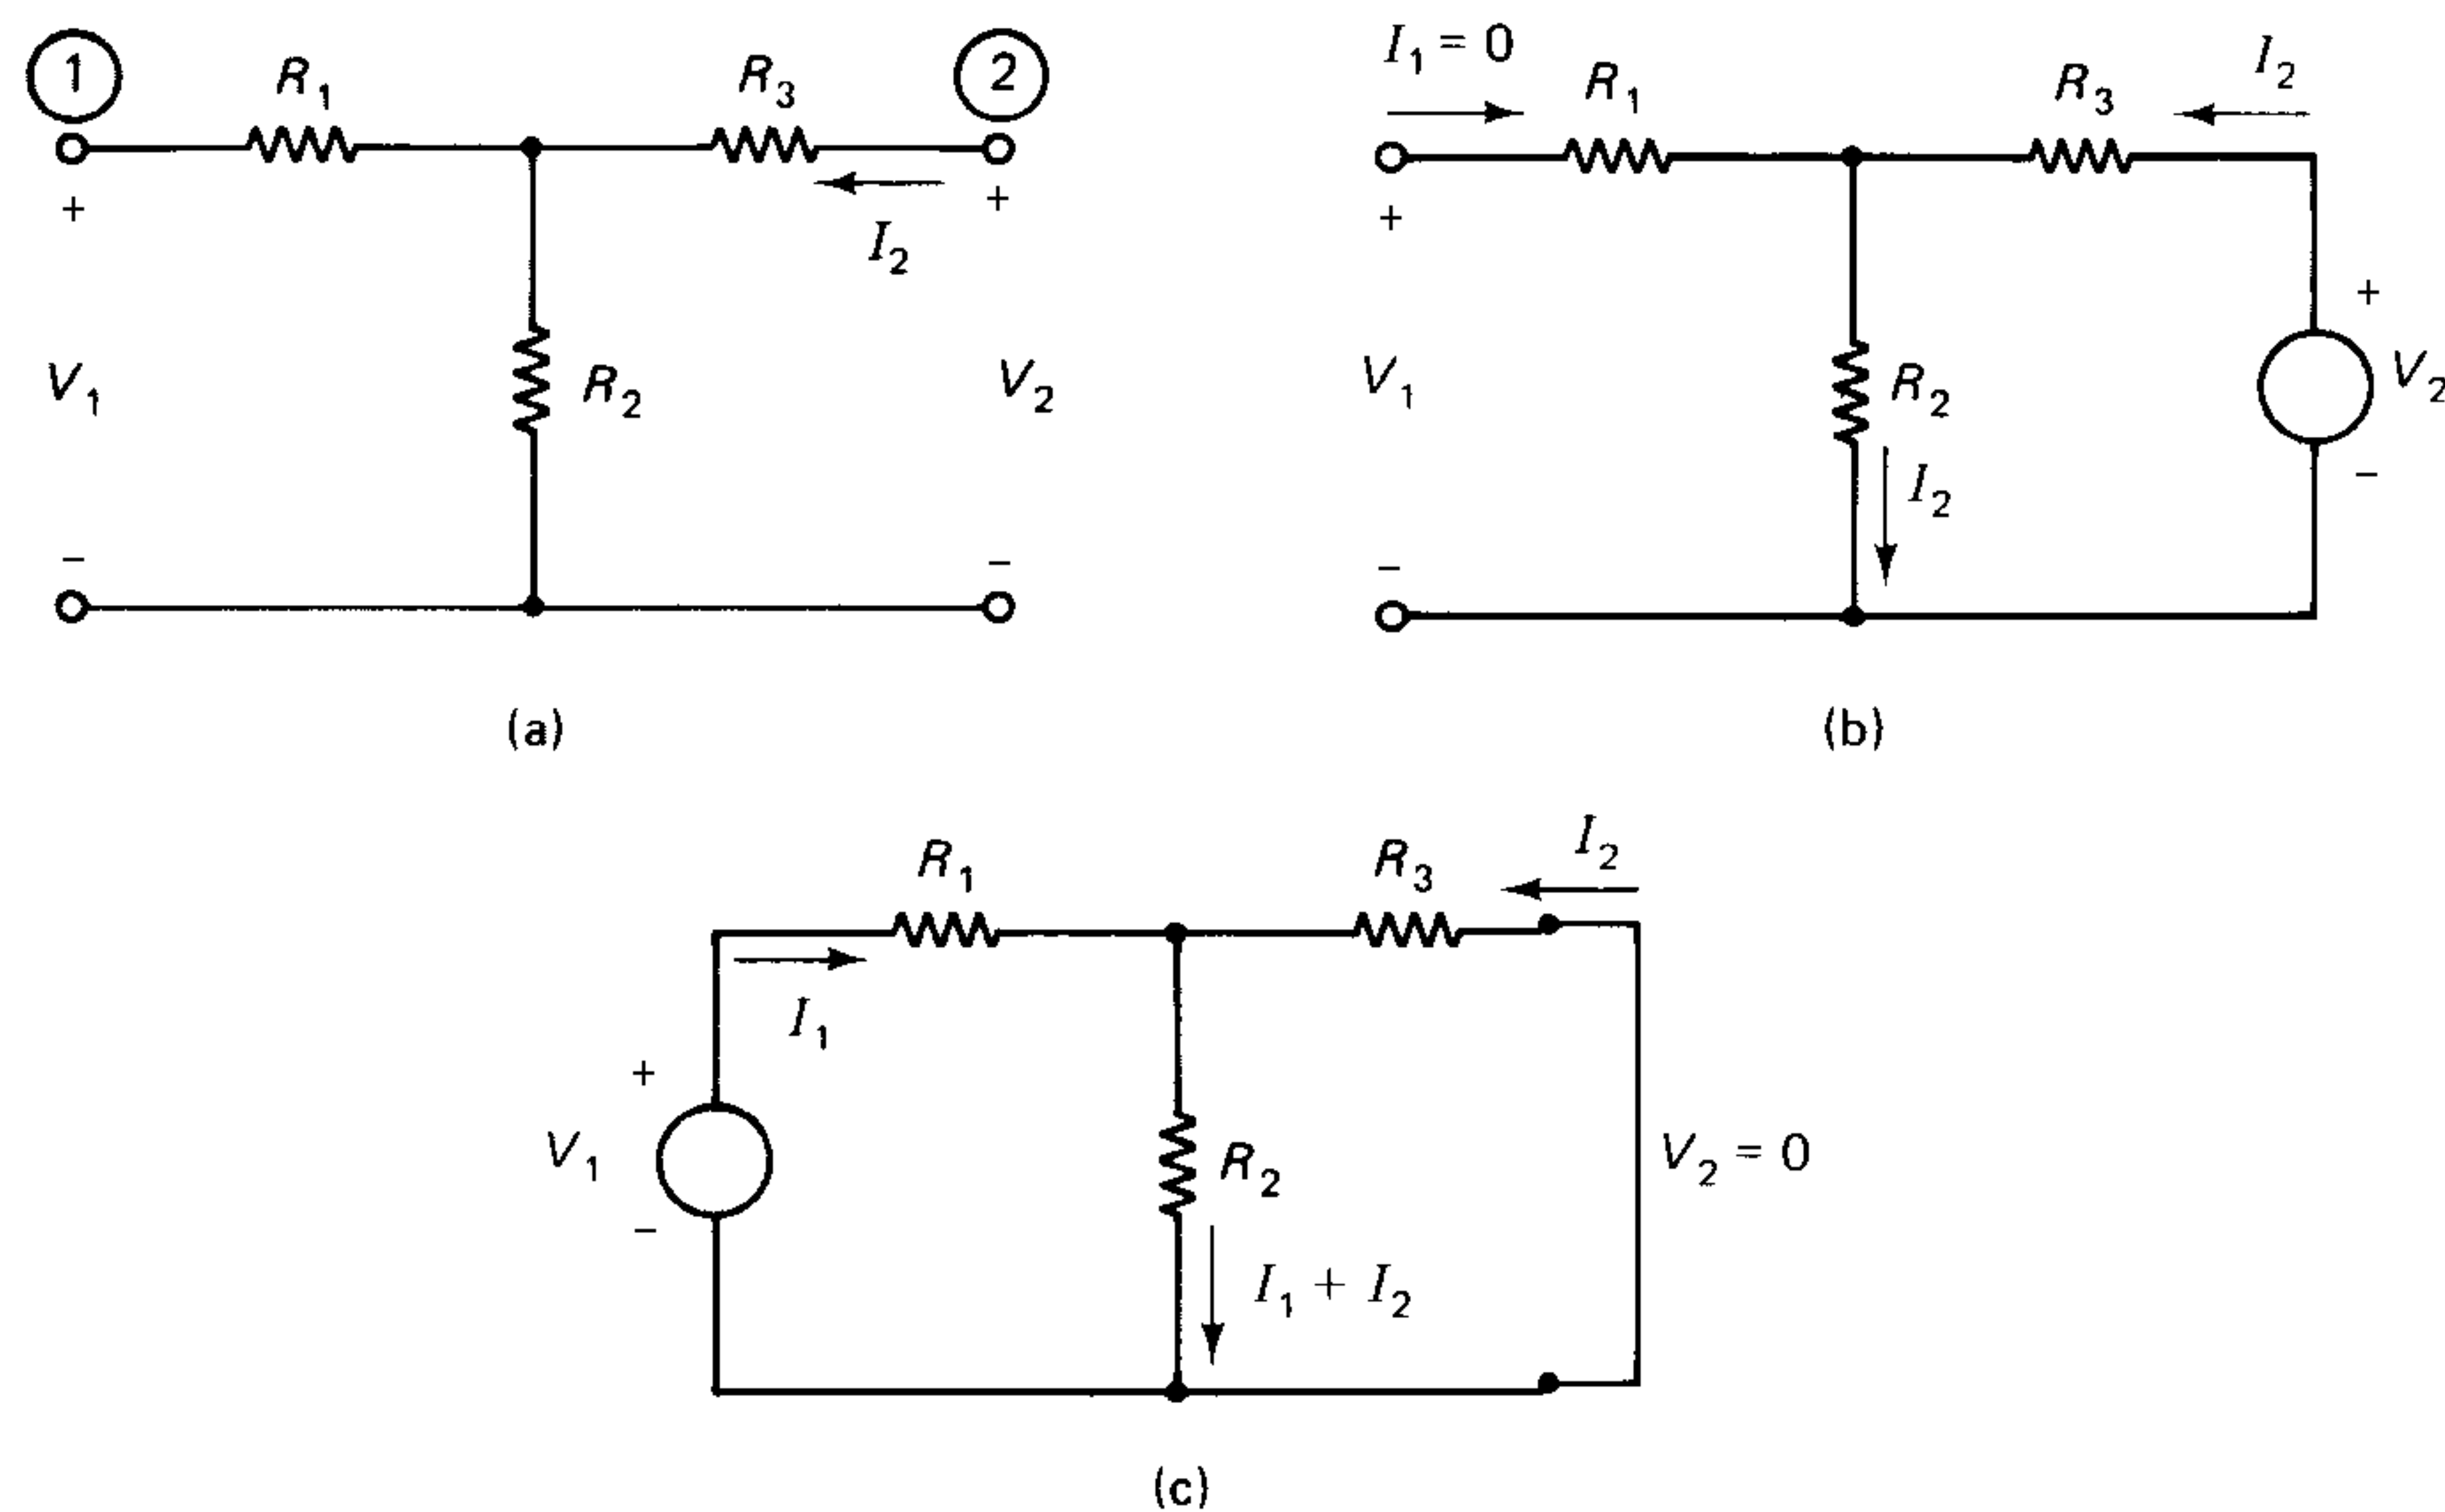 1 R1 R3 2
+ + I2
V1 R2 V2
− −
(a)
I1 = 0 R1 R3 I2
+ +
V1 R2 V2
I2 −
−
(b)
R1 R3 I2
I1
+
V1 R2 V2 = 0
−
I1 + I2
(c)